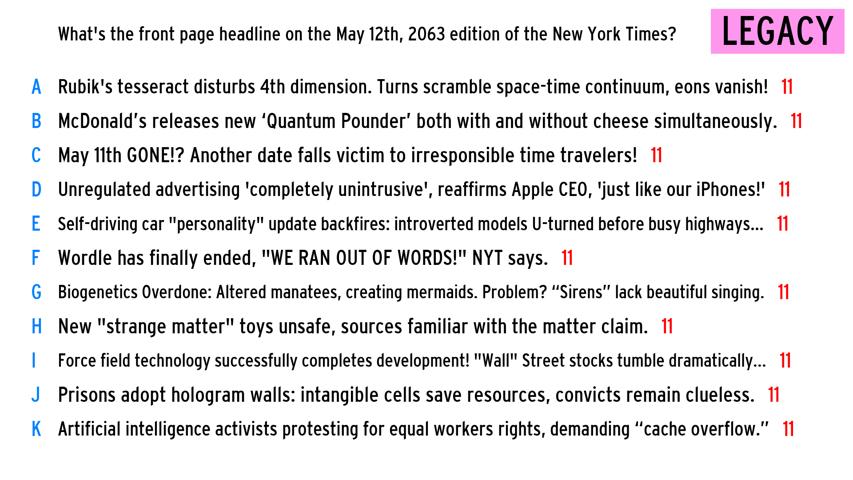 What's the front page headline on the May 12th, 2063 edition of the New York Times?
LEGACY
A Rubik's tesseract disturbs 4th dimension. Turns scramble space-time continuum, eons vanish! 11
B McDonald’s releases new ‘Quantum Pounder’ both with and without cheese simultaneously. 11
C May 11th GONE!? Another date falls victim to irresponsible time travelers! 11
D Unregulated advertising 'completely unintrusive', reaffirms Apple CEO, 'just like our iPhones!' 11
E Self-driving car "personality" update backfires: introverted models U-turned before busy highways... 11
F Wordle has finally ended, "WE RAN OUT OF WORDS!" NYT says. 11
G Biogenetics Overdone: Altered manatees, creating mermaids. Problem? “Sirens” lack beautiful singing. 11
H New "strange matter" toys unsafe, sources familiar with the matter claim. 11
I Force field technology successfully completes development! "Wall" Street stocks tumble dramatically... 11
J Prisons adopt hologram walls: intangible cells save resources, convicts remain clueless. 11
K Artificial intelligence activists protesting for equal workers rights, demanding “cache overflow.” 11